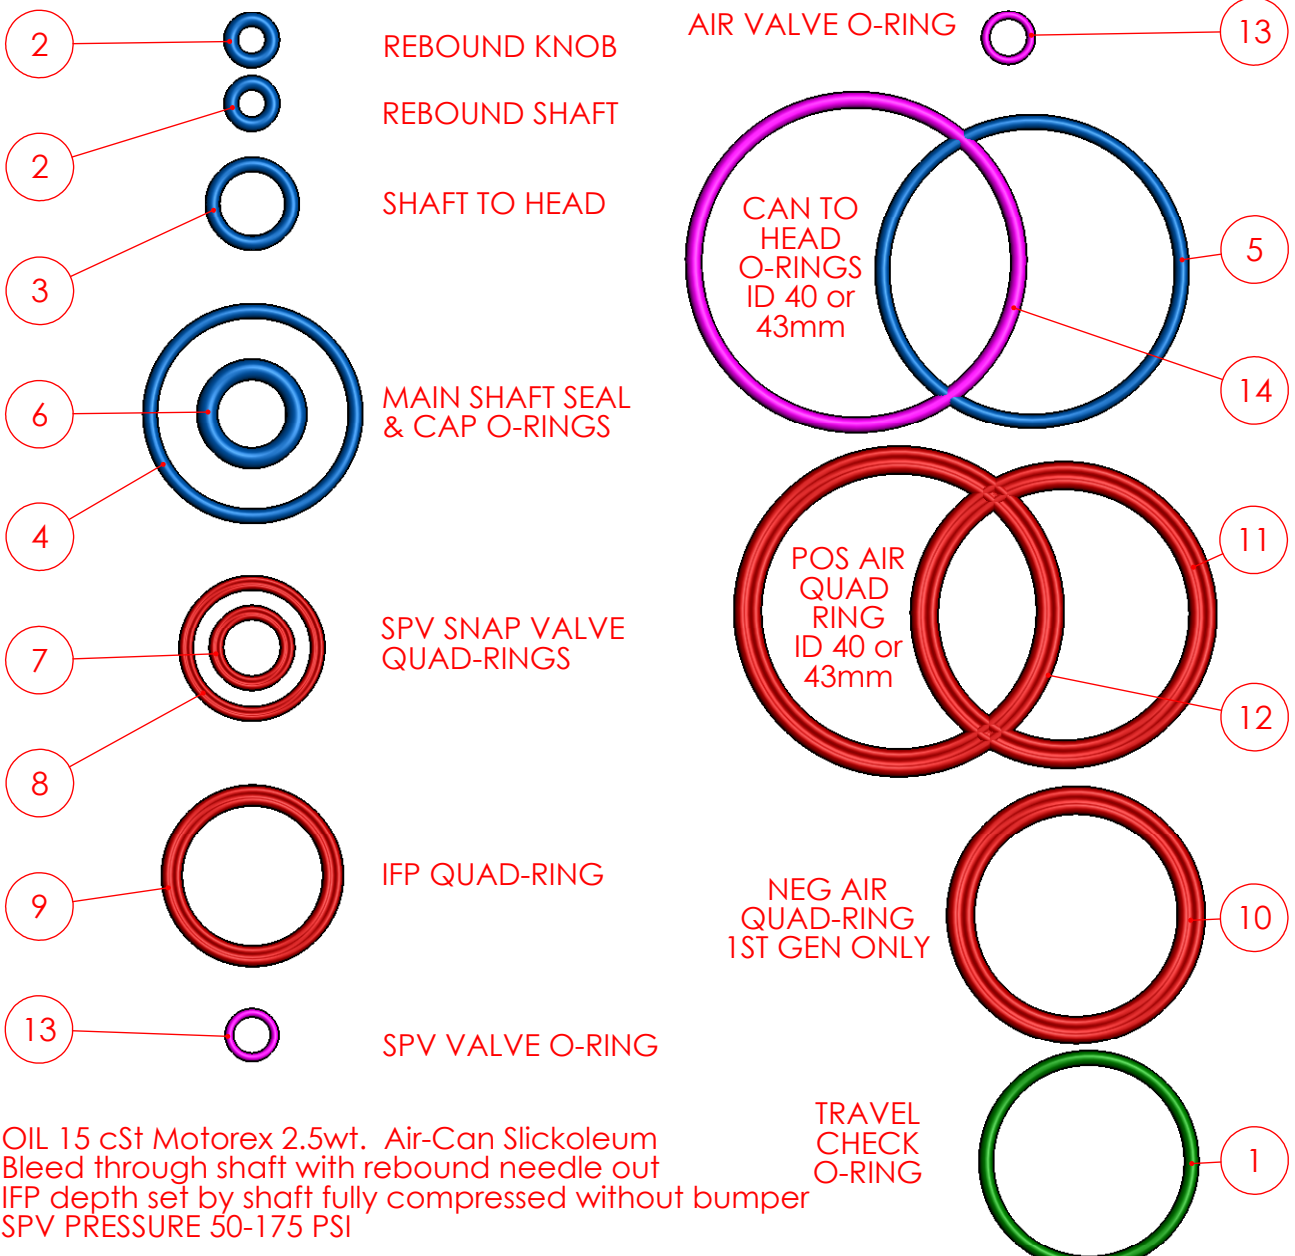 2
REBOUND KNOB
2
REBOUND SHAFT
3
SHAFT TO HEAD
6
4
MAIN SHAFT SEAL
& CAP O-RINGS
7
8
SPV SNAP VALVE
QUAD-RINGS
9
IFP QUAD-RING
13
SPV VALVE O-RING
AIR VALVE O-RING
13
CAN TO
HEAD
O-RINGS
ID 40 or
43mm
5
14
POS AIR
QUAD
RING
ID 40 or
43mm
11
12
NEG AIR
QUAD-RING
1ST GEN ONLY
10
TRAVEL
CHECK
O-RING
1
OIL 15 cSt Motorex 2.5wt. Air-Can Slickoleum
Bleed through shaft with rebound needle out
IFP depth set by shaft fully compressed without bumper
SPV PRESSURE 50-175 PSI